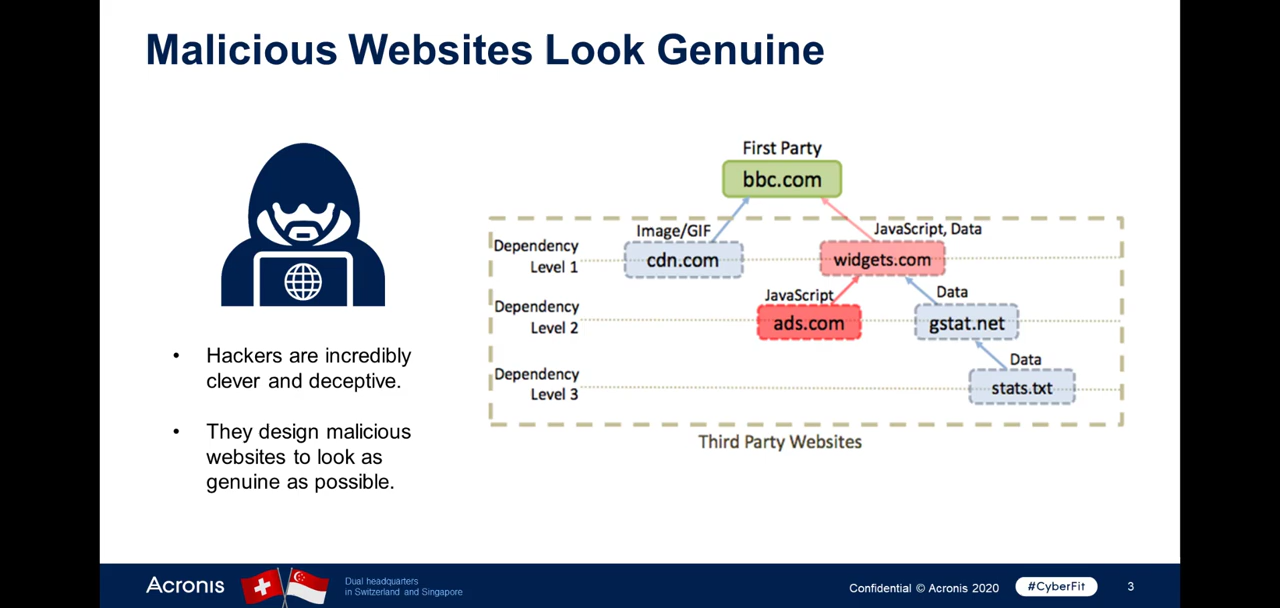 Malicious Websites Look Genuine
• Hackers are incredibly
clever and deceptive.
• They design malicious
websites to look as
genuine as possible.
First Party
bbc.com
Image/GIF
JavaScript, Data
Dependency
Level 1
cdn.com
widgets.com
JavaScript
Data
Dependency
Level 2
ads.com
gstat.net
Data
Dependency
Level 3
stats.txt
Third Party Websites
Acronis
Dual headquarters
in Switzerland and Singapore
Confidential © Acronis 2020
#CyberFit
3